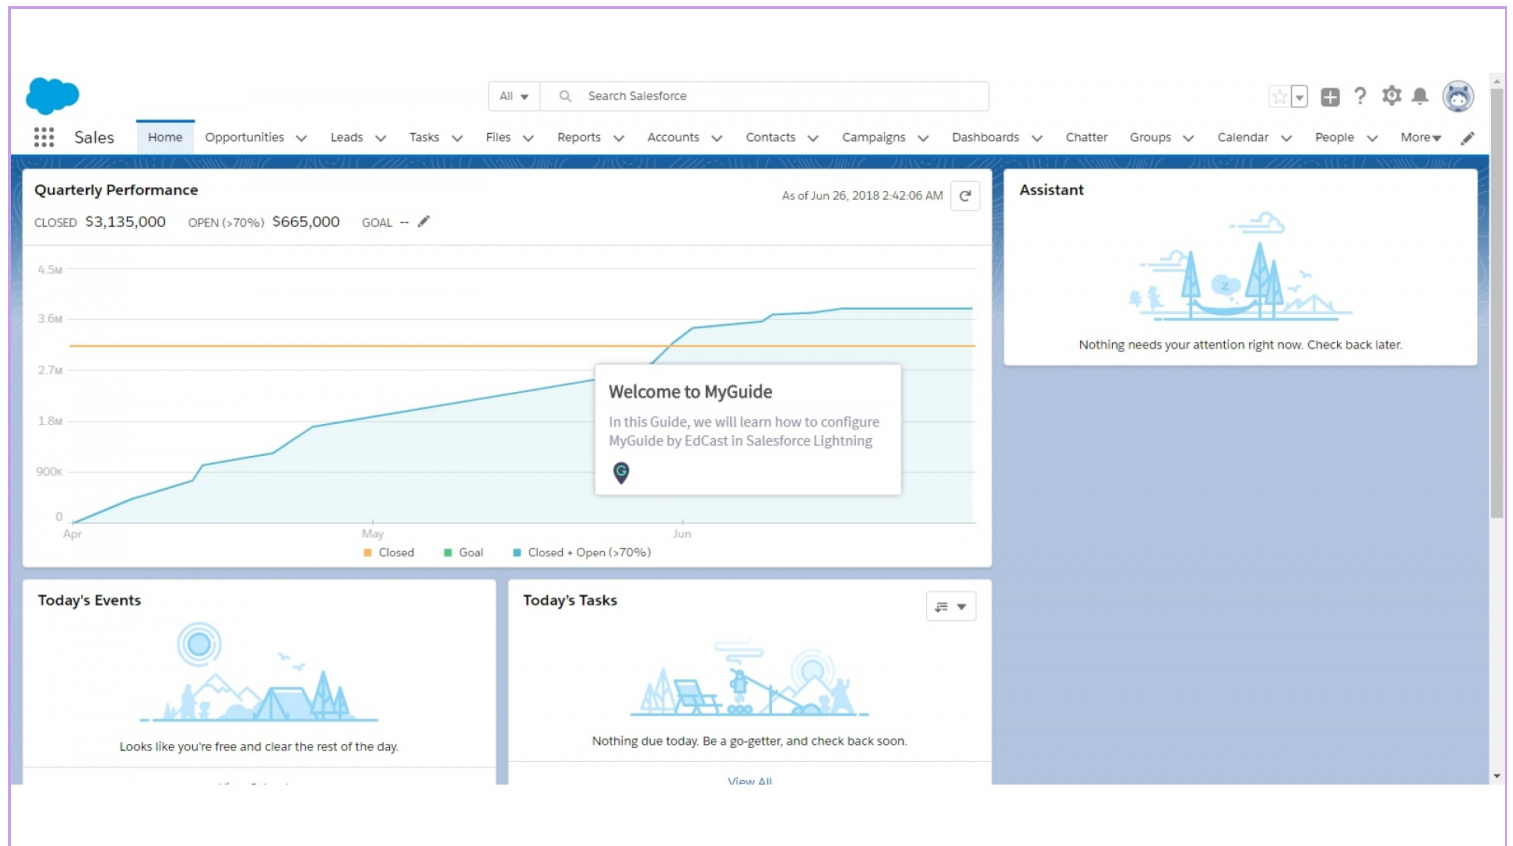 All
Search Salesforce
Sales Home Opportunities Leads Tasks Files Reports Accounts Contacts Campaigns Dashboards Chatter Groups Calendar People More
Quarterly Performance
As of Jun 26, 2018 2:42:06 AM
CLOSED $3,135,000 OPEN (>70%) $665,000 GOAL --
4.5M
3.6M
2.7M
1.8M
900K
0
Apr May Jun
Closed Goal Closed + Open (>70%)
Welcome to MyGuide
In this Guide, we will learn how to configure
MyGuide by EdCast in Salesforce Lightning
G
Assistant
z
Nothing needs your attention right now. Check back later.
Today's Events
Looks like you're free and clear the rest of the day.
Today's Tasks
Nothing due today. Be a go-getter, and check back soon.
View All